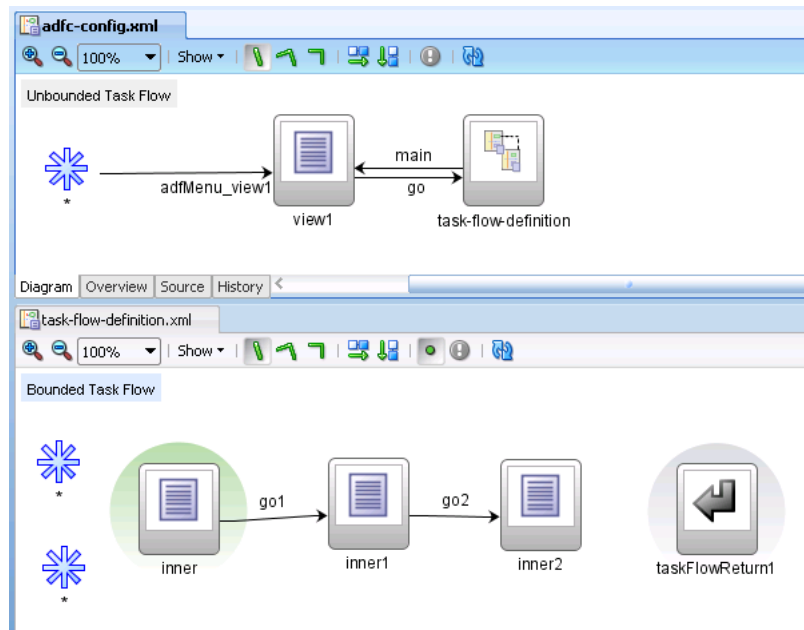 adfc-config.xml
100% Show
Unbounded Task Flow
main
adfMenu_view1
go
*
view1
task-flow-definition
Diagram Overview Source History
task-flow-definition.xml
100% Show
Bounded Task Flow
*
go1
go2
inner
inner1
inner2
taskFlowReturn1
*